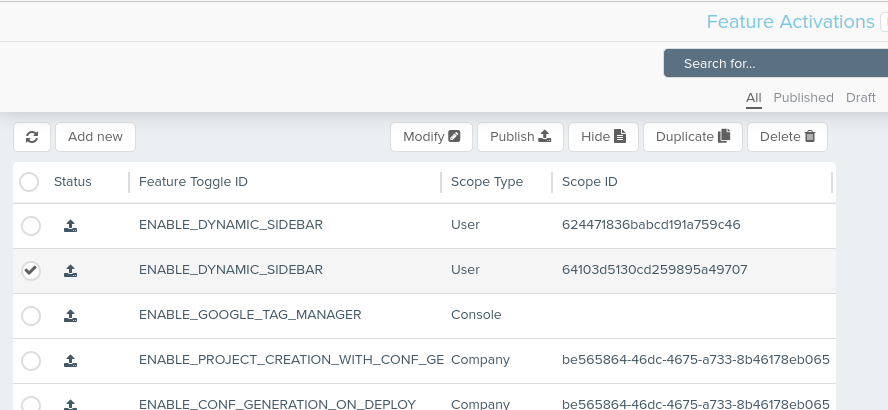 Feature Activations
Search for...
All Published Draft
Add new Modify Publish Hide Duplicate Delete
Status Feature Toggle ID Scope Type Scope ID
ENABLE_DYNAMIC_SIDEBAR User 624471836babcd191a759c46
ENABLE_DYNAMIC_SIDEBAR User 64103d5130cd259895a49707
ENABLE_GOOGLE_TAG_MANAGER Console
ENABLE_PROJECT_CREATION_WITH_CONF_GE Company be565864-46dc-4675-a733-8b46178eb065
ENABLE_CONF_GENERATION_ON_DEPLOY Company be565864-46dc-4675-a733-8b46178eb065